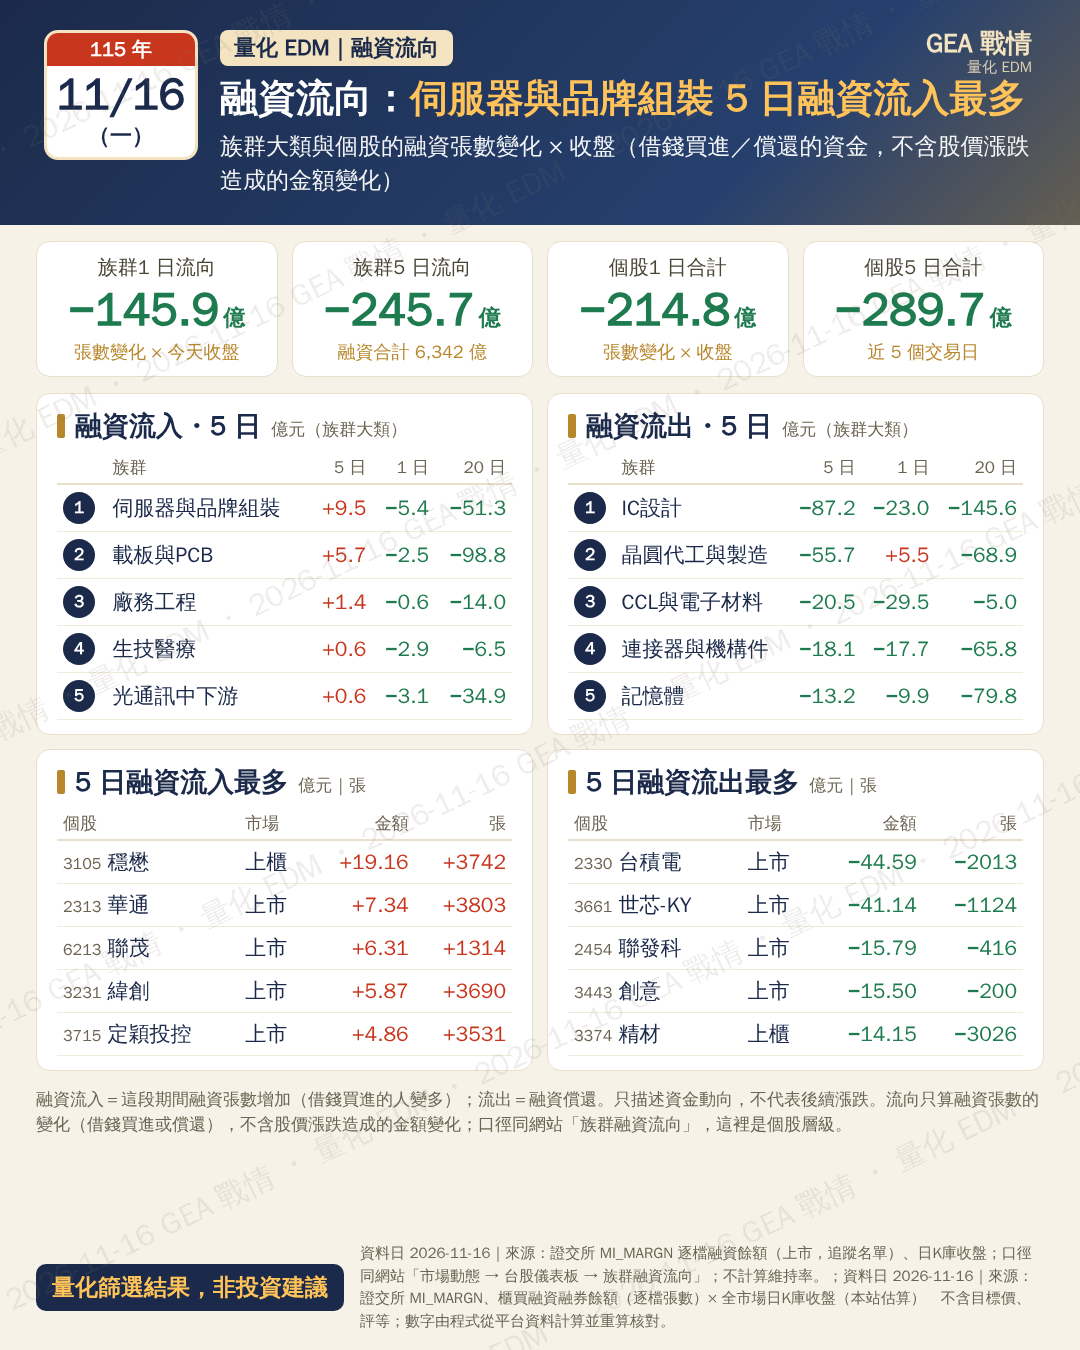 115 年
11/16
（一）
量化 EDM｜融資流向
GEA 戰情
量化 EDM
融資流向：伺服器與品牌組裝 5 日融資流入最多
族群大類與個股的融資張數變化 × 收盤（借錢買進／償還的資金，不含股價漲跌
造成的金額變化）
族群1 日流向
−145.9億
張數變化 × 今天收盤
族群5 日流向
−245.7億
融資合計 6,342 億
個股1 日合計
−214.8億
張數變化 × 收盤
個股5 日合計
−289.7億
近 5 個交易日
融資流入・5 日 億元（族群大類）
族群 5 日 1 日 20 日
1 伺服器與品牌組裝 +9.5 −5.4 −51.3
2 載板與PCB +5.7 −2.5 −98.8
3 廠務工程 +1.4 −0.6 −14.0
4 生技醫療 +0.6 −2.9 −6.5
5 光通訊中下游 +0.6 −3.1 −34.9
融資流出・5 日 億元（族群大類）
族群 5 日 1 日 20 日
1 IC設計 −87.2 −23.0 −145.6
2 晶圓代工與製造 −55.7 +5.5 −68.9
3 CCL與電子材料 −20.5 −29.5 −5.0
4 連接器與機構件 −18.1 −17.7 −65.8
5 記憶體 −13.2 −9.9 −79.8
5 日融資流入最多 億元｜張
個股 市場 金額 張
3105 穩懋 上櫃 +19.16 +3742
2313 華通 上市 +7.34 +3803
6213 聯茂 上市 +6.31 +1314
3231 緯創 上市 +5.87 +3690
3715 定穎投控 上市 +4.86 +3531
5 日融資流出最多 億元｜張
個股 市場 金額 張
2330 台積電 上市 −44.59 −2013
3661 世芯-KY 上市 −41.14 −1124
2454 聯發科 上市 −15.79 −416
3443 創意 上市 −15.50 −200
3374 精材 上櫃 −14.15 −3026
融資流入＝這段期間融資張數增加（借錢買進的人變多）；流出＝融資償還。只描述資金動向，不代表後續漲跌。流向只算融資張數的
變化（借錢買進或償還），不含股價漲跌造成的金額變化；口徑同網站「族群融資流向」，這裡是個股層級。
量化篩選結果，非投資建議
資料日 2026-11-16｜來源：證交所 MI_MARGN 逐檔融資餘額（上市，追蹤名單）、日K庫收盤；口徑
同網站「市場動態 → 台股儀表板 → 族群融資流向」；不計算維持率。；資料日 2026-11-16｜來源：
證交所 MI_MARGN、櫃買融資融券餘額（逐檔張數）× 全市場日K庫收盤（本站估算）　不含目標價、
評等；數字由程式從平台資料計算並重算核對。